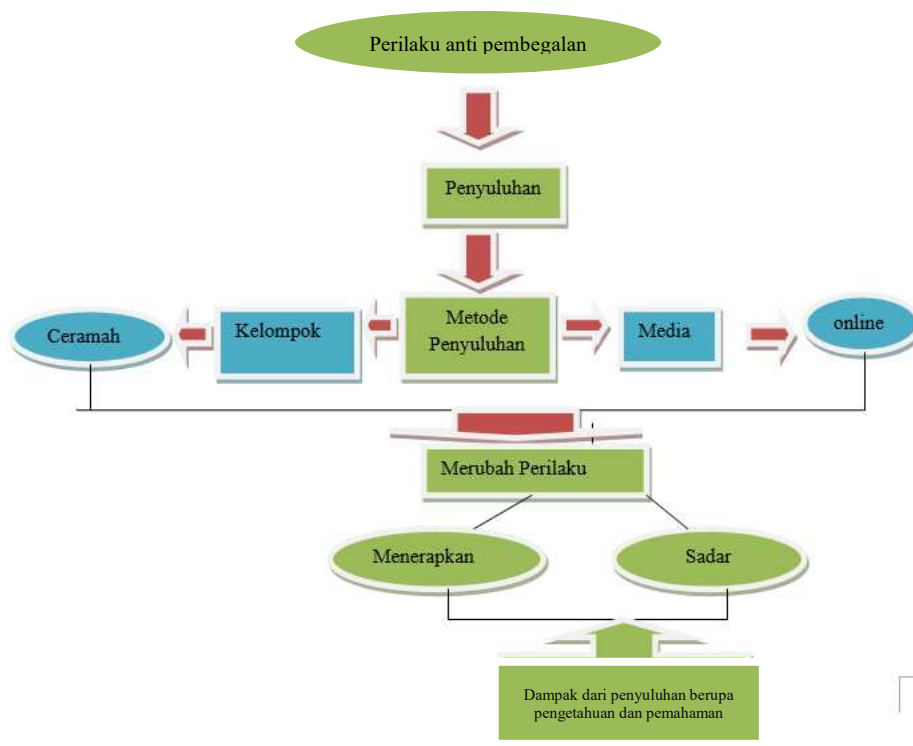 Perilaku anti pembegalan
Penyuluhan
Ceramah
Kelompok
Metode
Penyuluhan
Media
online
Merubah Perilaku
Menerapkan
Sadar
Dampak dari penyuluhan berupa
pengetahuan dan pemahaman